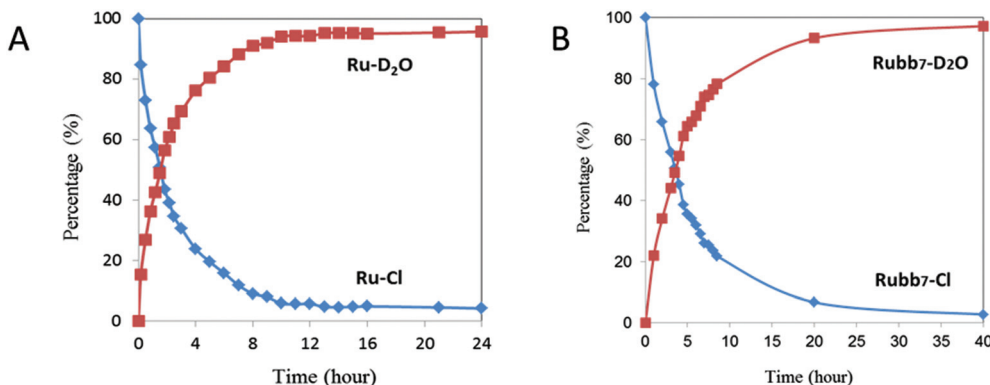 A
Percentage (%)
100
80
60
40
20
0
Ru-D₂O
Ru-Cl
0 4 8 12 16 20 24
Time (hour)
B
Percentage (%)
100
80
60
40
20
0
Rubb7-D2O
Rubb7-Cl
0 5 10 15 20 25 30 35 40
Time (hour)